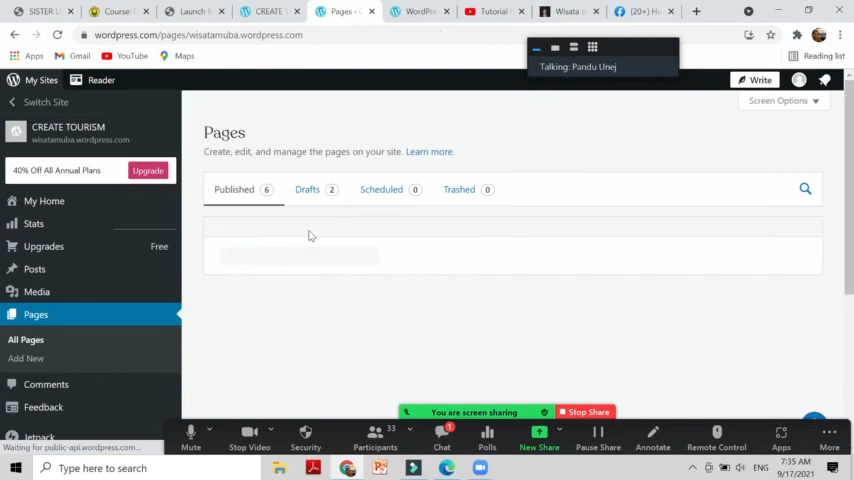 SISTER U
Course: F
Launch M
CREATE
Pages ‹ C
WordPre
Tutorial V
Wisata d
(20+) Hu
wordpress.com/pages/wisatamuba.wordpress.com
Apps
Gmail
YouTube
Maps
Reading list
Talking: Pandu Unej
My Sites
Reader
Write
Switch Site
Screen Options
CREATE TOURISM
wisatamuba.wordpress.com
Pages
Create, edit, and manage the pages on your site. Learn more.
40% Off All Annual Plans
Upgrade
Published 6
Drafts 2
Scheduled 0
Trashed 0
My Home
Stats
Upgrades
Free
Posts
Media
Pages
All Pages
Add New
Comments
Feedback
Jetpack
You are screen sharing
Stop Share
33
1
Mute
Stop Video
Security
Participants
Chat
Polls
New Share
Pause Share
Annotate
Remote Control
Apps
More
Waiting for public-api.wordpress.com...
Type here to search
ENG
7:35 AM
9/17/2021